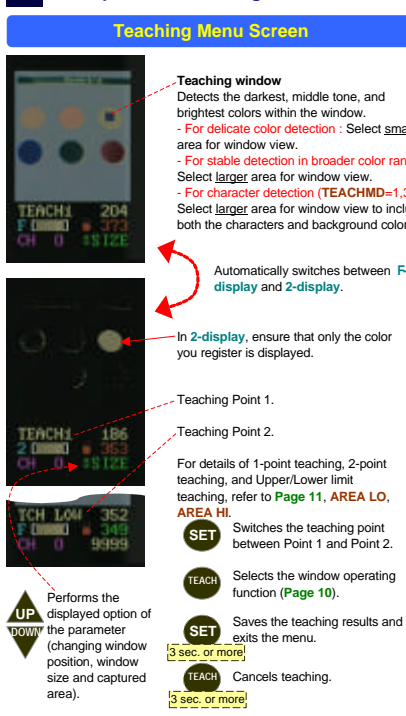 Teaching Menu Screen
Teaching window
Detects the darkest, middle tone, and
brightest colors within the window.
- For delicate color detection : Select sma
area for window view.
- For stable detection in broader color ran
Select larger area for window view.
- For character detection (TEACHMD=1,3
Select larger area for window view to inclu
both the characters and background color
TEACH1 204
F 373
CH 0 SIZE
Automatically switches between F-
display and 2-display.
In 2-display, ensure that only the color
you register is displayed.
Teaching Point 1.
TEACH1 186
2 353
CH 0 SIZE
Teaching Point 2.
For details of 1-point teaching, 2-point
teaching, and Upper/Lower limit
teaching, refer to Page 11, AREA LO,
AREA HI.
TCH LOW 352
F 349
CH 0 9999
SET
Switches the teaching point
between Point 1 and Point 2.
TEACH
Selects the window operating
function (Page 10).
UP
DOWN
Performs the
displayed option of
the parameter
(changing window
position, window
size and captured
area).
SET
3 sec. or more
Saves the teaching results and
exits the menu.
TEACH
3 sec. or more
Cancels teaching.